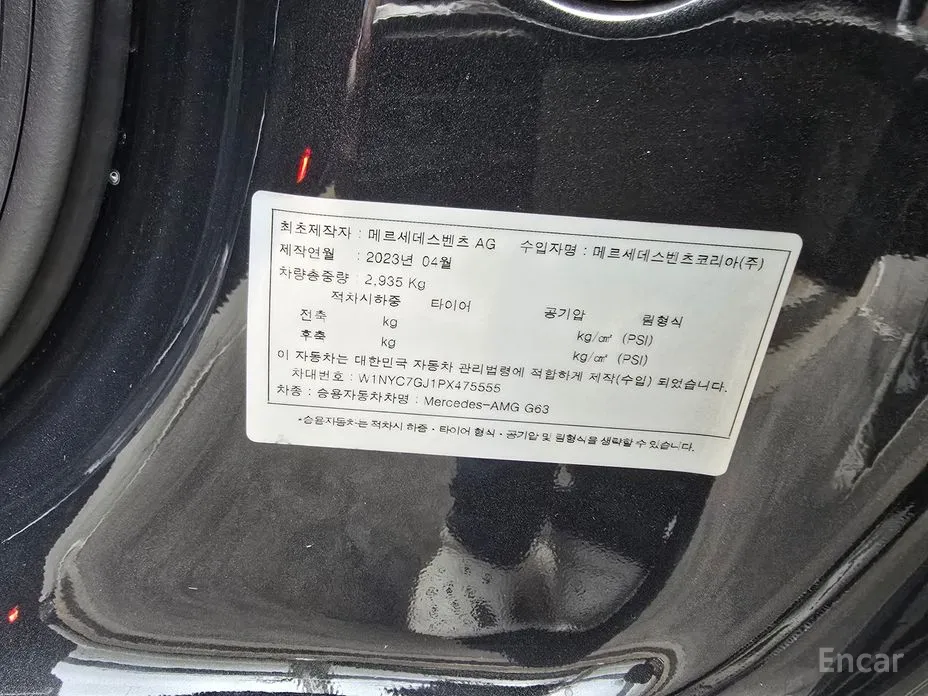 최초제작자 : 메르세데스벤츠 AG 수입자명 : 메르세데스벤츠코리아(주)
제작연월 : 2023년 04월
차량총중량 : 2,935 Kg
적차시하중 타이어 공기압 림형식
전축 kg kg/㎠ (PSI)
후축 kg kg/㎠ (PSI)
이 자동차는 대한민국 자동차 관리법령에 적합하게 제작(수입) 되었습니다.
차대번호 : W1NYC7GJ1PX475555
차종 : 승용자동차차명 : Mercedes-AMG G63
*승용자동차는 적차시 하중 · 타이어 형식 · 공기압 및 림형식을 생략할 수 있습니다.
Encar